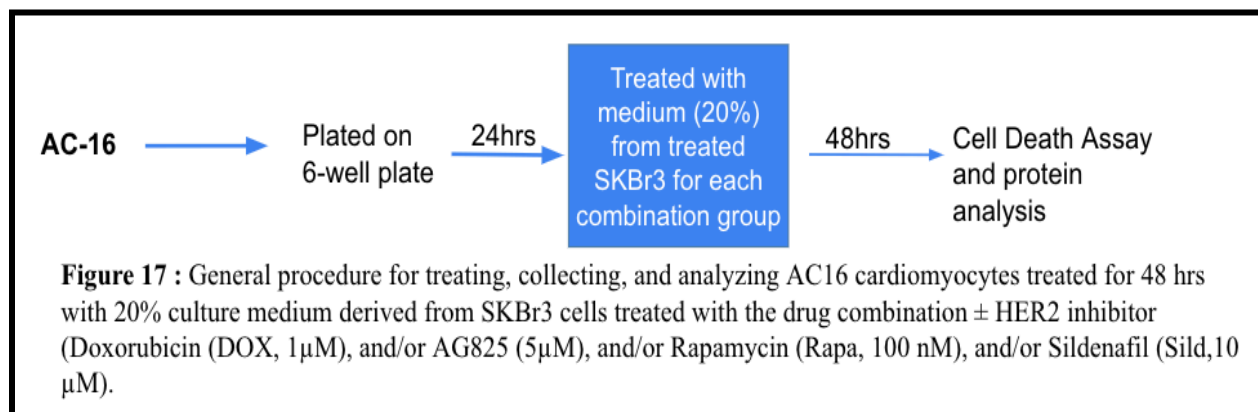 AC-16
Plated on
6-well plate
24hrs
Treated with
medium (20%)
from treated
SKBr3 for each
combination group
48hrs
Cell Death Assay
and protein
analysis
Figure 17 : General procedure for treating, collecting, and analyzing AC16 cardiomyocytes treated for 48 hrs
with 20% culture medium derived from SKBr3 cells treated with the drug combination ± HER2 inhibitor
(Doxorubicin (DOX, 1µM), and/or AG825 (5µM), and/or Rapamycin (Rapa, 100 nM), and/or Sildenafil (Sild,10
µM).